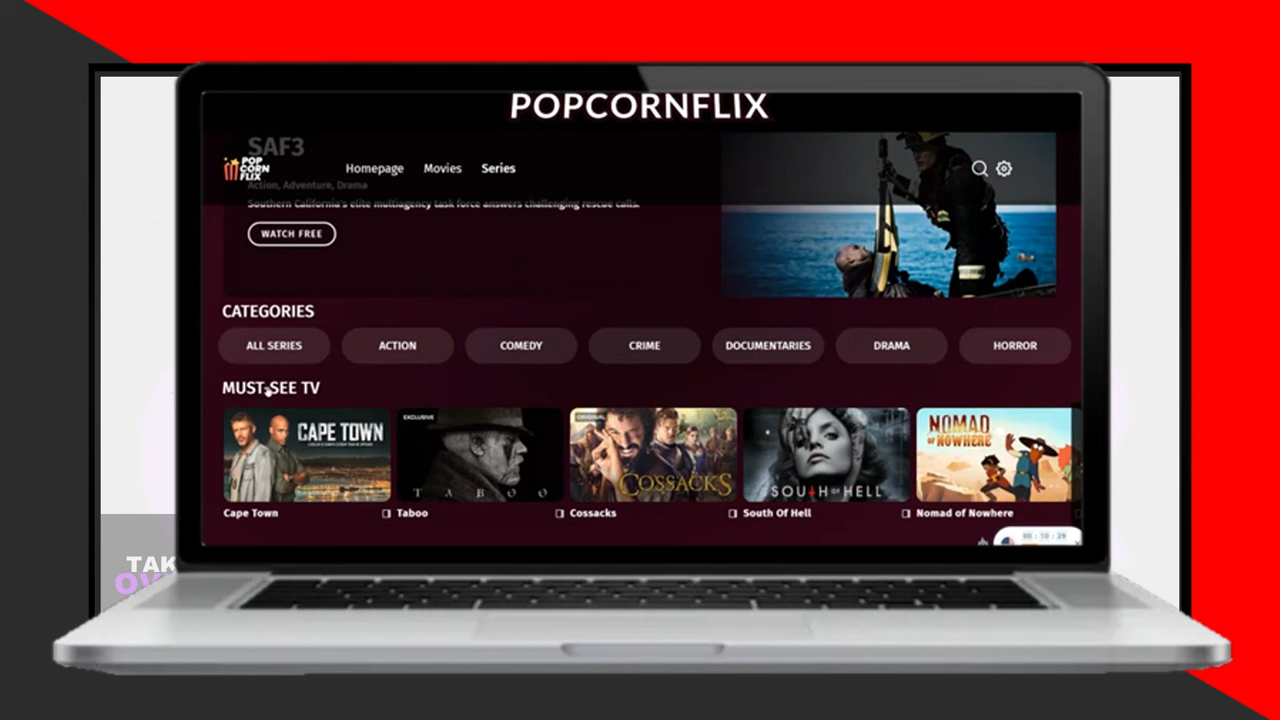 POPCORNFLIX
SAF3
POP
CORN
FLIX
Homepage Movies Series
Action, Adventure, Drama
Southern California's elite multiagency task force answers challenging rescue calls.
WATCH FREE
CATEGORIES
ALL SERIES ACTION COMEDY CRIME DOCUMENTARIES DRAMA HORROR
MUST-SEE TV
CAPE TOWN
EXCLUSIVE
TABOO
ORIGINAL
COSSACKS
SOUTH OF HELL
NOMAD
OF NOWHERE
Cape Town Taboo Cossacks South Of Hell Nomad of Nowhere
00 : 10 : 29
TAK
OV